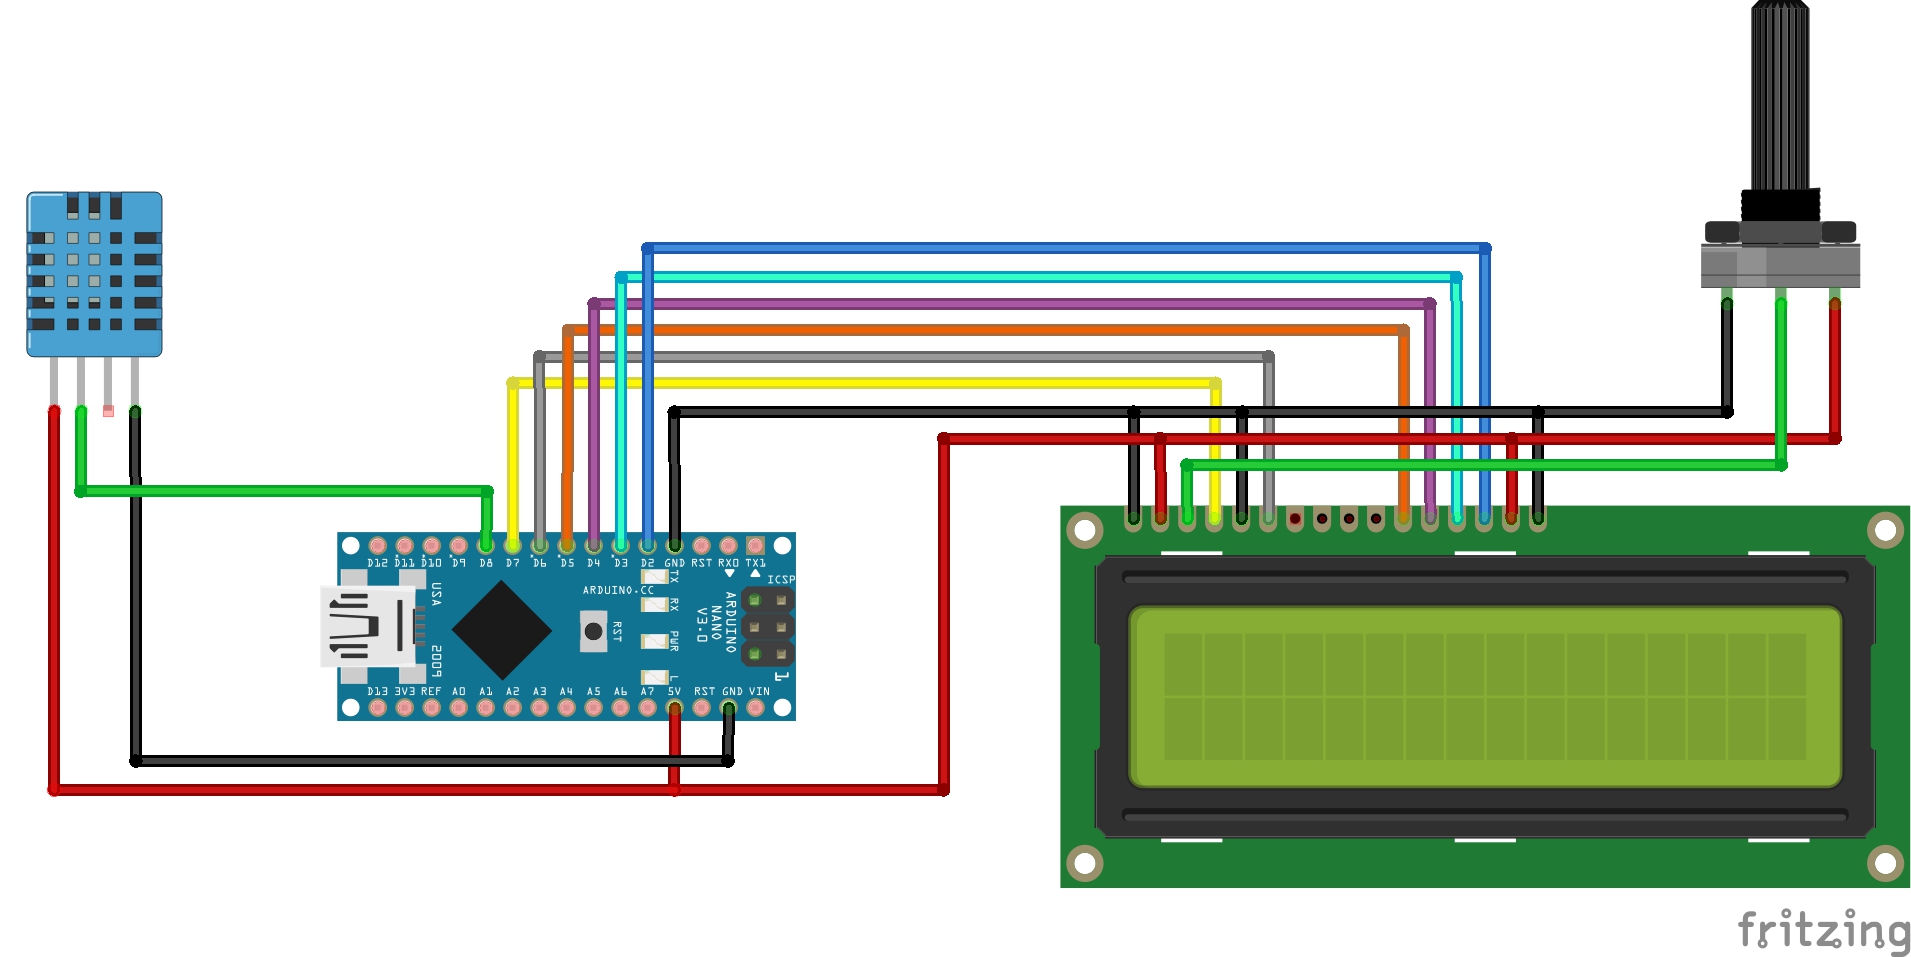 D12 D11 D10 D9 D8 D7 D6 D5 D4 D3 D2 GND RST RX0 TX1
TX
ICSP
ARDUINO.CC
USA
RX
ARDUINO
NANO
V3.0
RST
PWR
2009
L
1
D13 3V3 REF A0 A1 A2 A3 A4 A5 A6 A7 5V RST GND VIN
fritzing